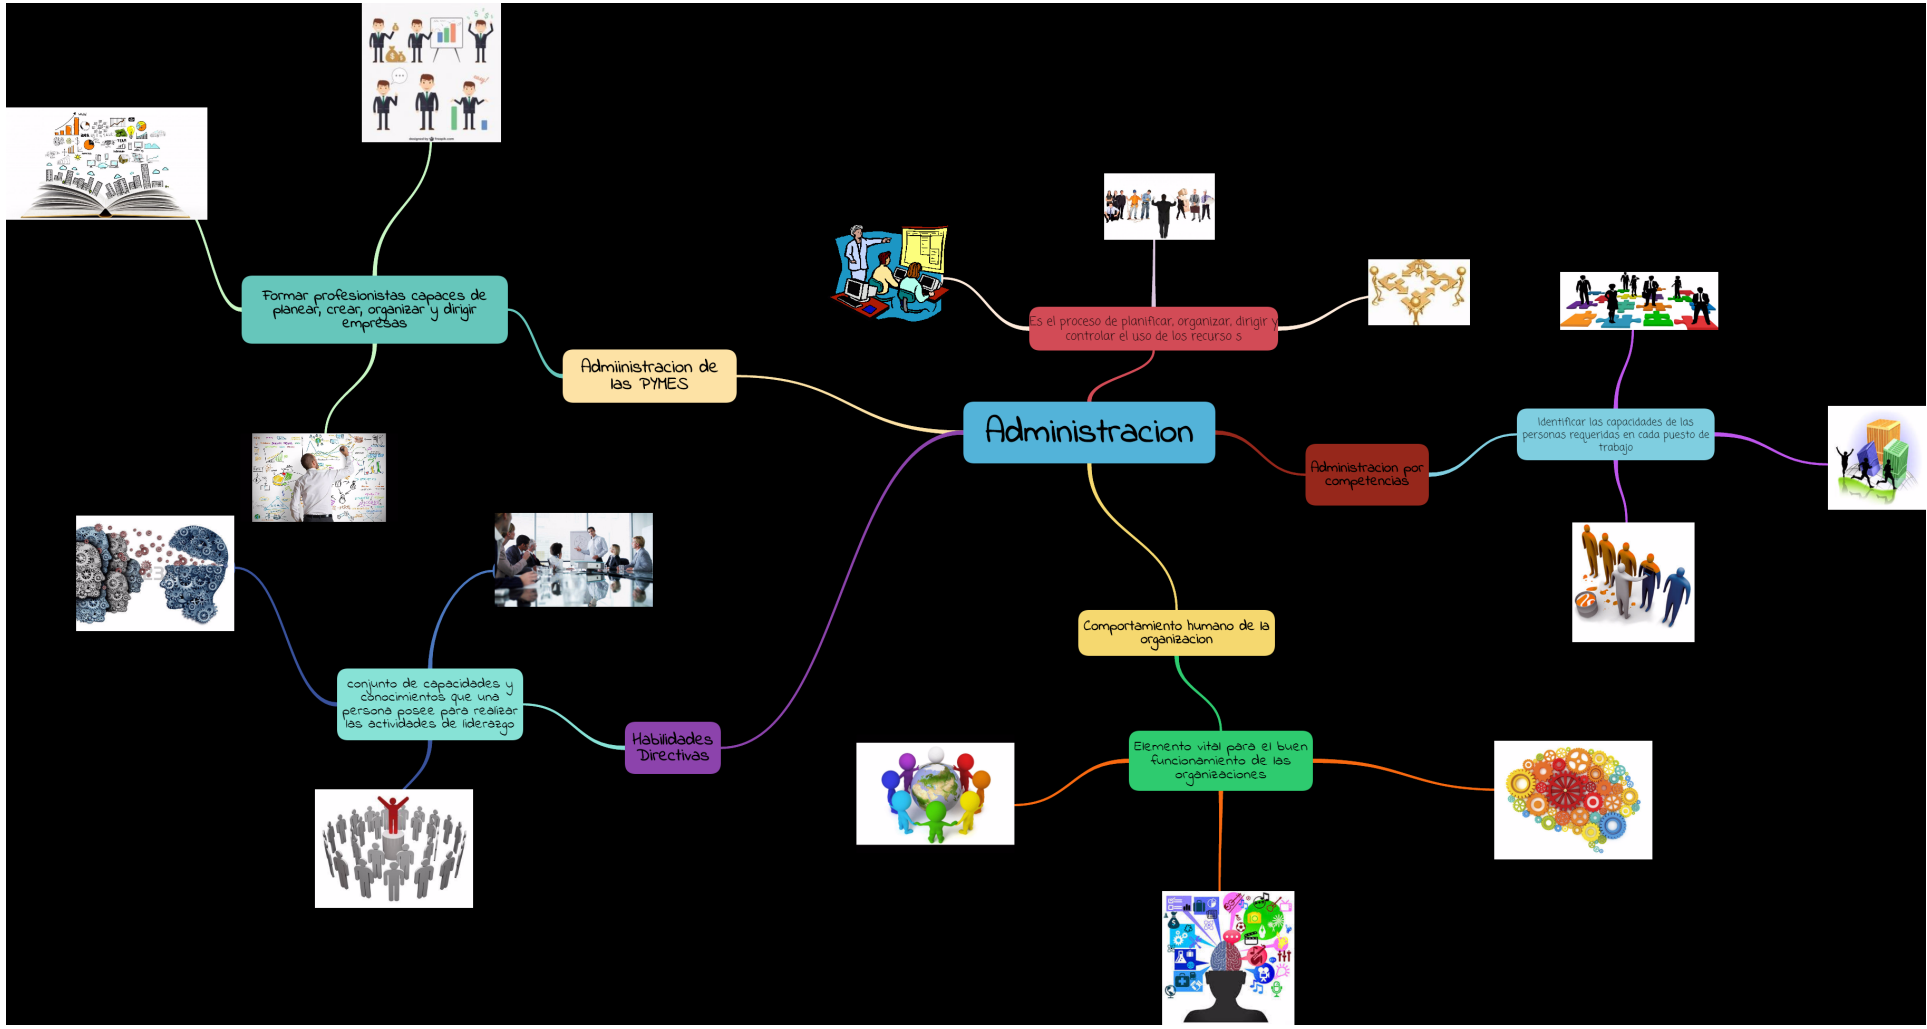 Administracion
Es el proceso de planificar, organizar, dirigir y
controlar el uso de los recurso s
Admiinistracion de
las PYMES
Formar profesionistas capaces de
planear, crear, organizar y dirigir
empresas
Administracion por
competencias
Identificar las capacidades de las
personas requeridas en cada puesto de
trabajo
Comportamiento humano de la
organizacion
Elemento vital para el buen
funcionamiento de las
organizaciones
Habilidades
Directivas
conjunto de capacidades y
conocimientos que una
persona posee para realizar
las actividades de liderazgo